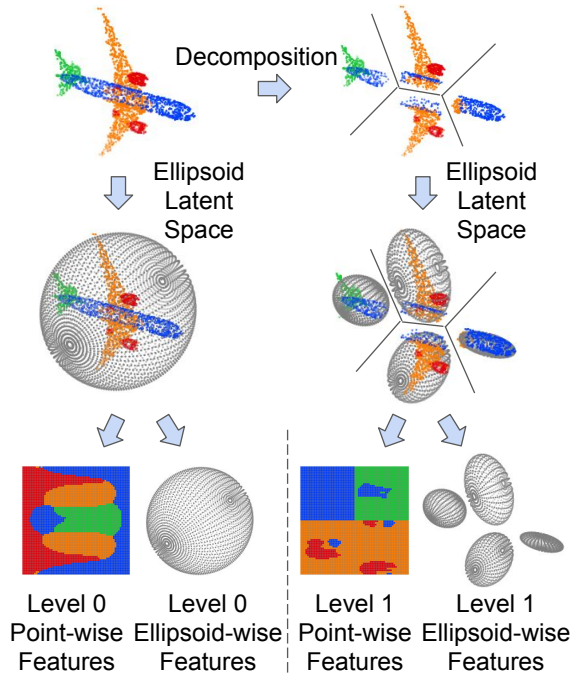 Decomposition
Ellipsoid
Latent
Space
Ellipsoid
Latent
Space
Level 0
Point-wise
Features
Level 0
Ellipsoid-wise
Features
Level 1
Point-wise
Features
Level 1
Ellipsoid-wise
Features